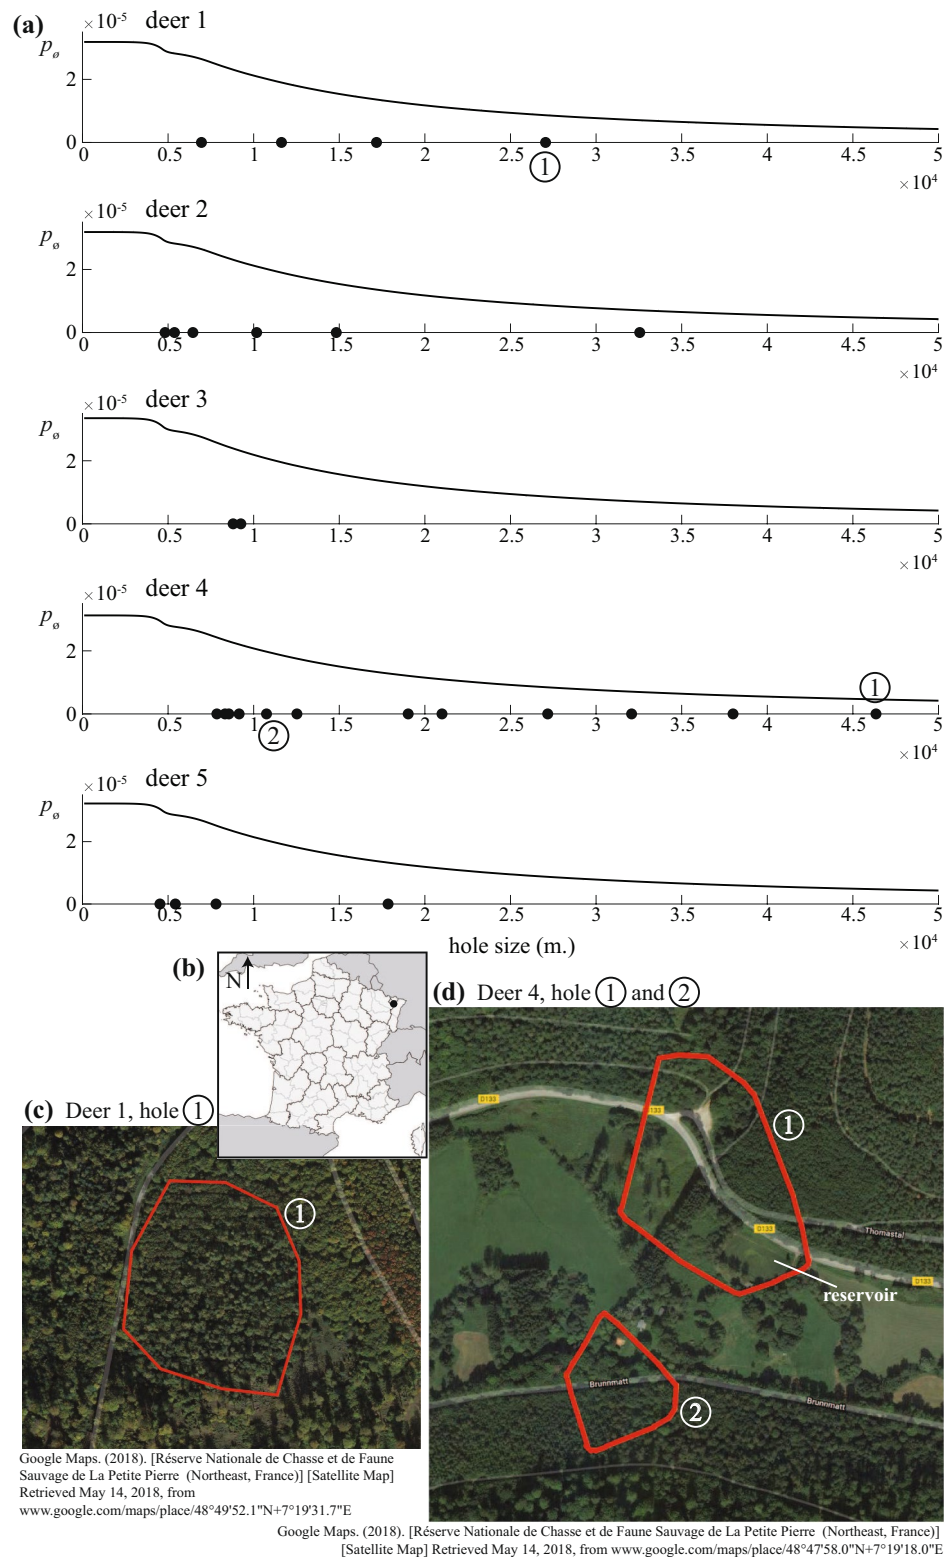 (a)
×10⁻⁵ deer 1
pø
2
0
0 0.5 1 1.5 2 2.5 3 3.5 4 4.5 5
①
×10⁴
×10⁻⁵ deer 2
pø
2
0
0 0.5 1 1.5 2 2.5 3 3.5 4 4.5 5
×10⁴
×10⁻⁵ deer 3
pø
2
0
0 0.5 1 1.5 2 2.5 3 3.5 4 4.5 5
×10⁴
×10⁻⁵ deer 4
pø
2
①
0
0 0.5 1 1.5 2 2.5 3 3.5 4 4.5 5
②
×10⁴
×10⁻⁵ deer 5
pø
2
0
0 0.5 1 1.5 2 2.5 3 3.5 4 4.5 5
hole size (m.)
×10⁴
(b)
N
(c) Deer 1, hole ①
①
Google Maps. (2018). [Réserve Nationale de Chasse et de Faune
Sauvage de La Petite Pierre (Northeast, France)] [Satellite Map]
Retrieved May 14, 2018, from
www.google.com/maps/place/48°49'52.1"N+7°19'31.7"E
(d) Deer 4, hole ① and ②
D133
D133
①
D133
Thomastal
D133
reservoir
Brunnmatt
Brunnmatt
②
Google Maps. (2018). [Réserve Nationale de Chasse et de Faune Sauvage de La Petite Pierre (Northeast, France)]
[Satellite Map] Retrieved May 14, 2018, from www.google.com/maps/place/48°47'58.0"N+7°19'18.0"E